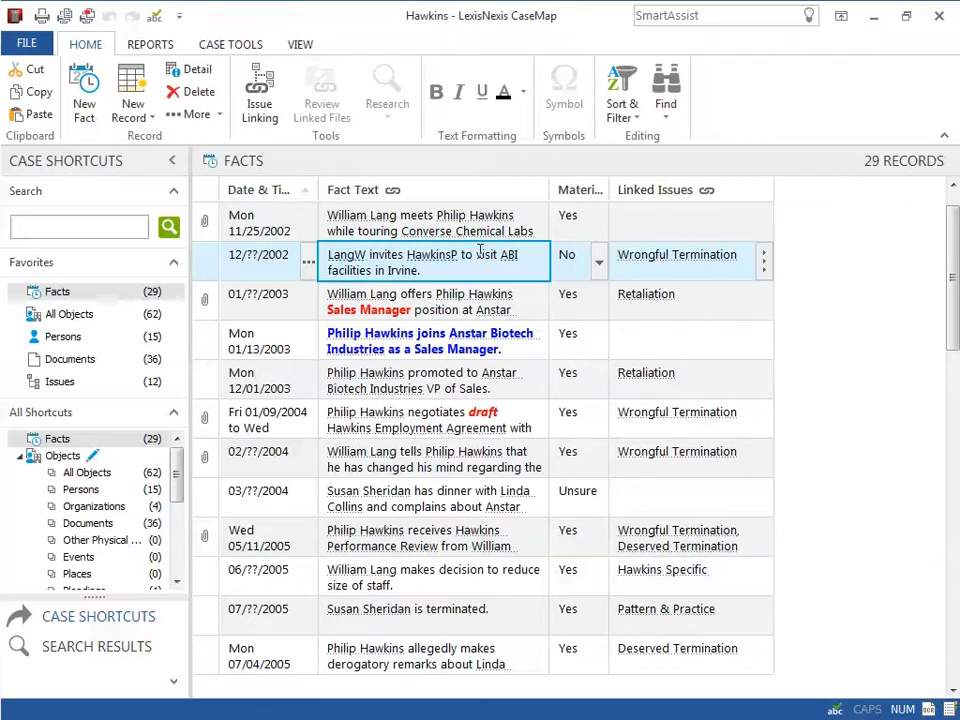 abc
Hawkins - LexisNexis CaseMap
SmartAssist
FILE
HOME
REPORTS
CASE TOOLS
VIEW
Cut
Copy
Paste
Clipboard
New Fact
New Record
Detail
Delete
More
Record
Issue Linking
Review Linked Files
Research
Tools
B I U A
Text Formatting
Symbol
Symbols
Sort & Filter
Find
Editing
CASE SHORTCUTS
Search
Favorites
Facts (29)
All Objects (62)
Persons (15)
Documents (36)
Issues (12)
All Shortcuts
Facts (29)
Objects
All Objects (62)
Persons (15)
Organizations (4)
Documents (36)
Other Physical ... (0)
Events (0)
Places (0)
CASE SHORTCUTS
SEARCH RESULTS
FACTS
29 RECORDS
Date & Ti... Fact Text Materi... Linked Issues
Mon William Lang meets Philip Hawkins Yes
11/25/2002 while touring Converse Chemical Labs
12/??/2002 LangW invites HawkinsP to visit ABI No Wrongful Termination
facilities in Irvine.
01/??/2003 William Lang offers Philip Hawkins Yes Retaliation
Sales Manager position at Anstar
Mon Philip Hawkins joins Anstar Biotech Yes
01/13/2003 Industries as a Sales Manager.
Mon Philip Hawkins promoted to Anstar Yes Retaliation
12/01/2003 Biotech Industries VP of Sales.
Fri 01/09/2004 Philip Hawkins negotiates draft Yes Wrongful Termination
to Wed Hawkins Employment Agreement with
02/??/2004 William Lang tells Philip Hawkins that Yes Wrongful Termination
he has changed his mind regarding the
03/??/2004 Susan Sheridan has dinner with Linda Unsure
Collins and complains about Anstar
Wed Philip Hawkins receives Hawkins Yes Wrongful Termination,
05/11/2005 Performance Review from William Deserved Termination
06/??/2005 William Lang makes decision to reduce Yes Hawkins Specific
size of staff.
07/??/2005 Susan Sheridan is terminated. Yes Pattern & Practice
Mon Philip Hawkins allegedly makes Yes Deserved Termination
07/04/2005 derogatory remarks about Linda
abc CAPS NUM OCR